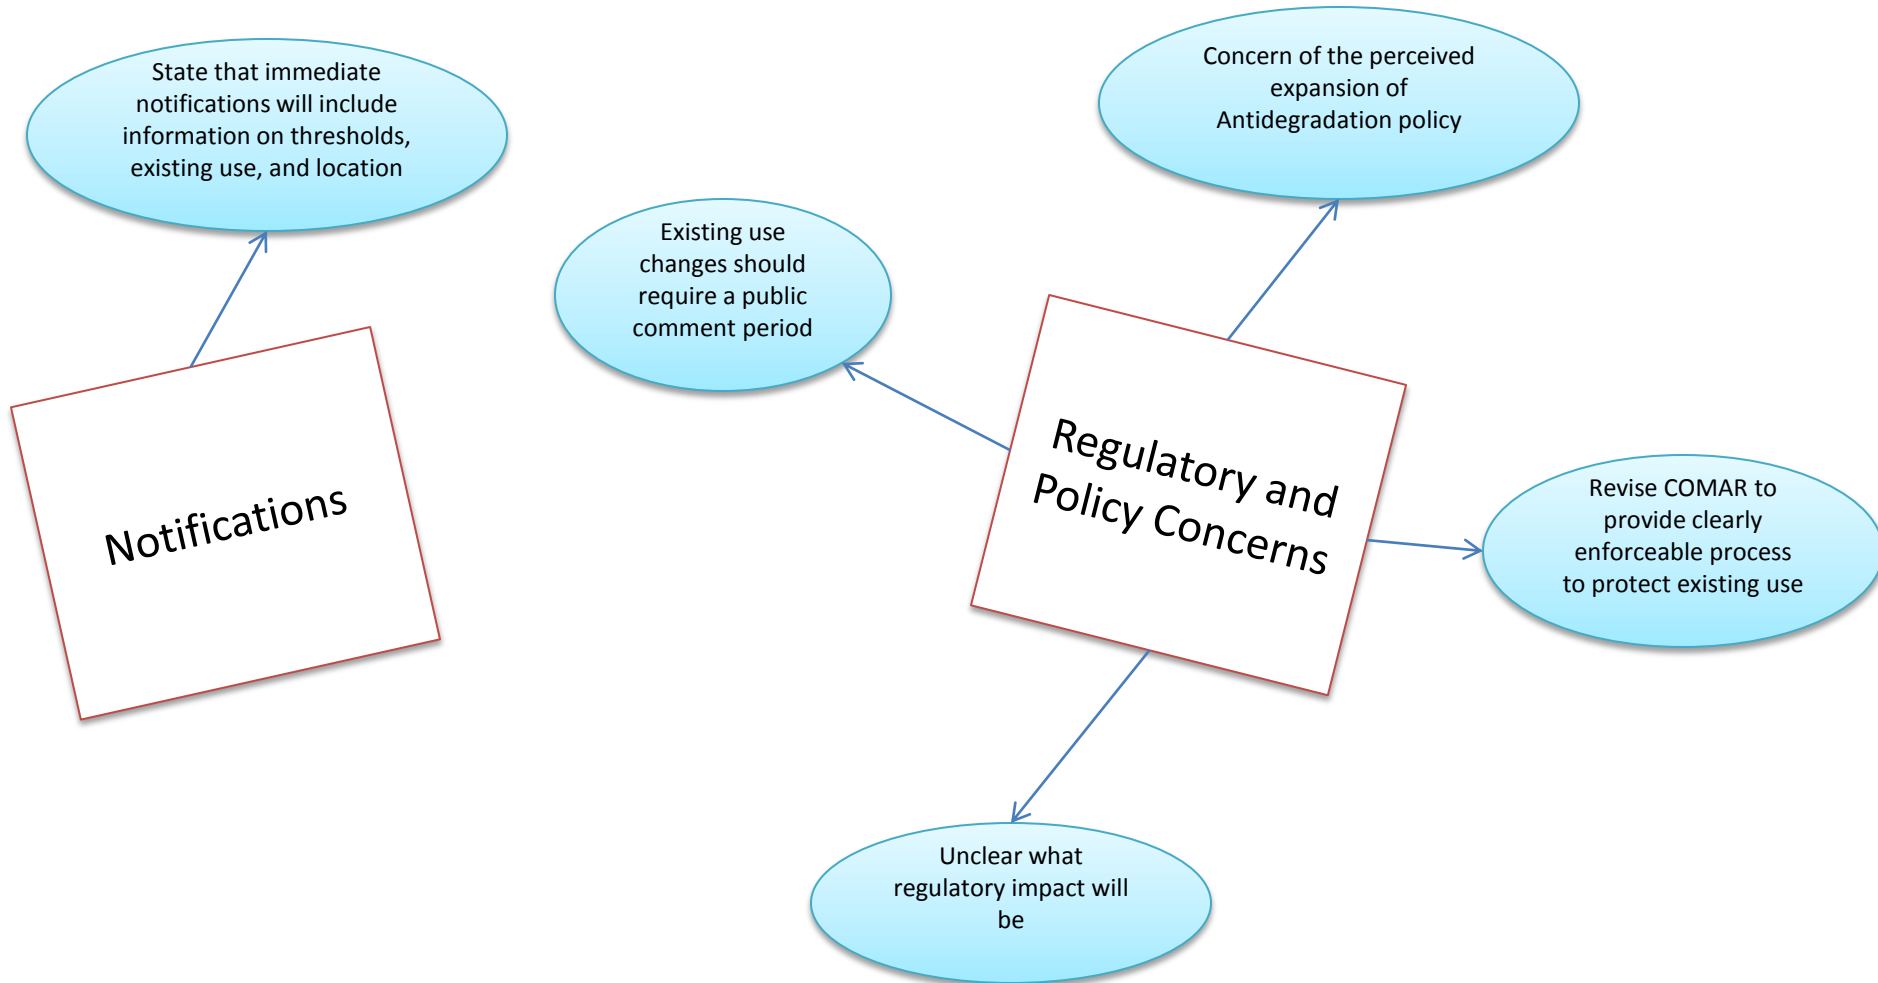 State that immediate
notifications will include
information on thresholds,
existing use, and location
Notifications
Concern of the perceived
expansion of
Antidegradation policy
Existing use
changes should
require a public
comment period
Regulatory and
Policy Concerns
Revise COMAR to
provide clearly
enforceable process
to protect existing use
Unclear what
regulatory impact will
be